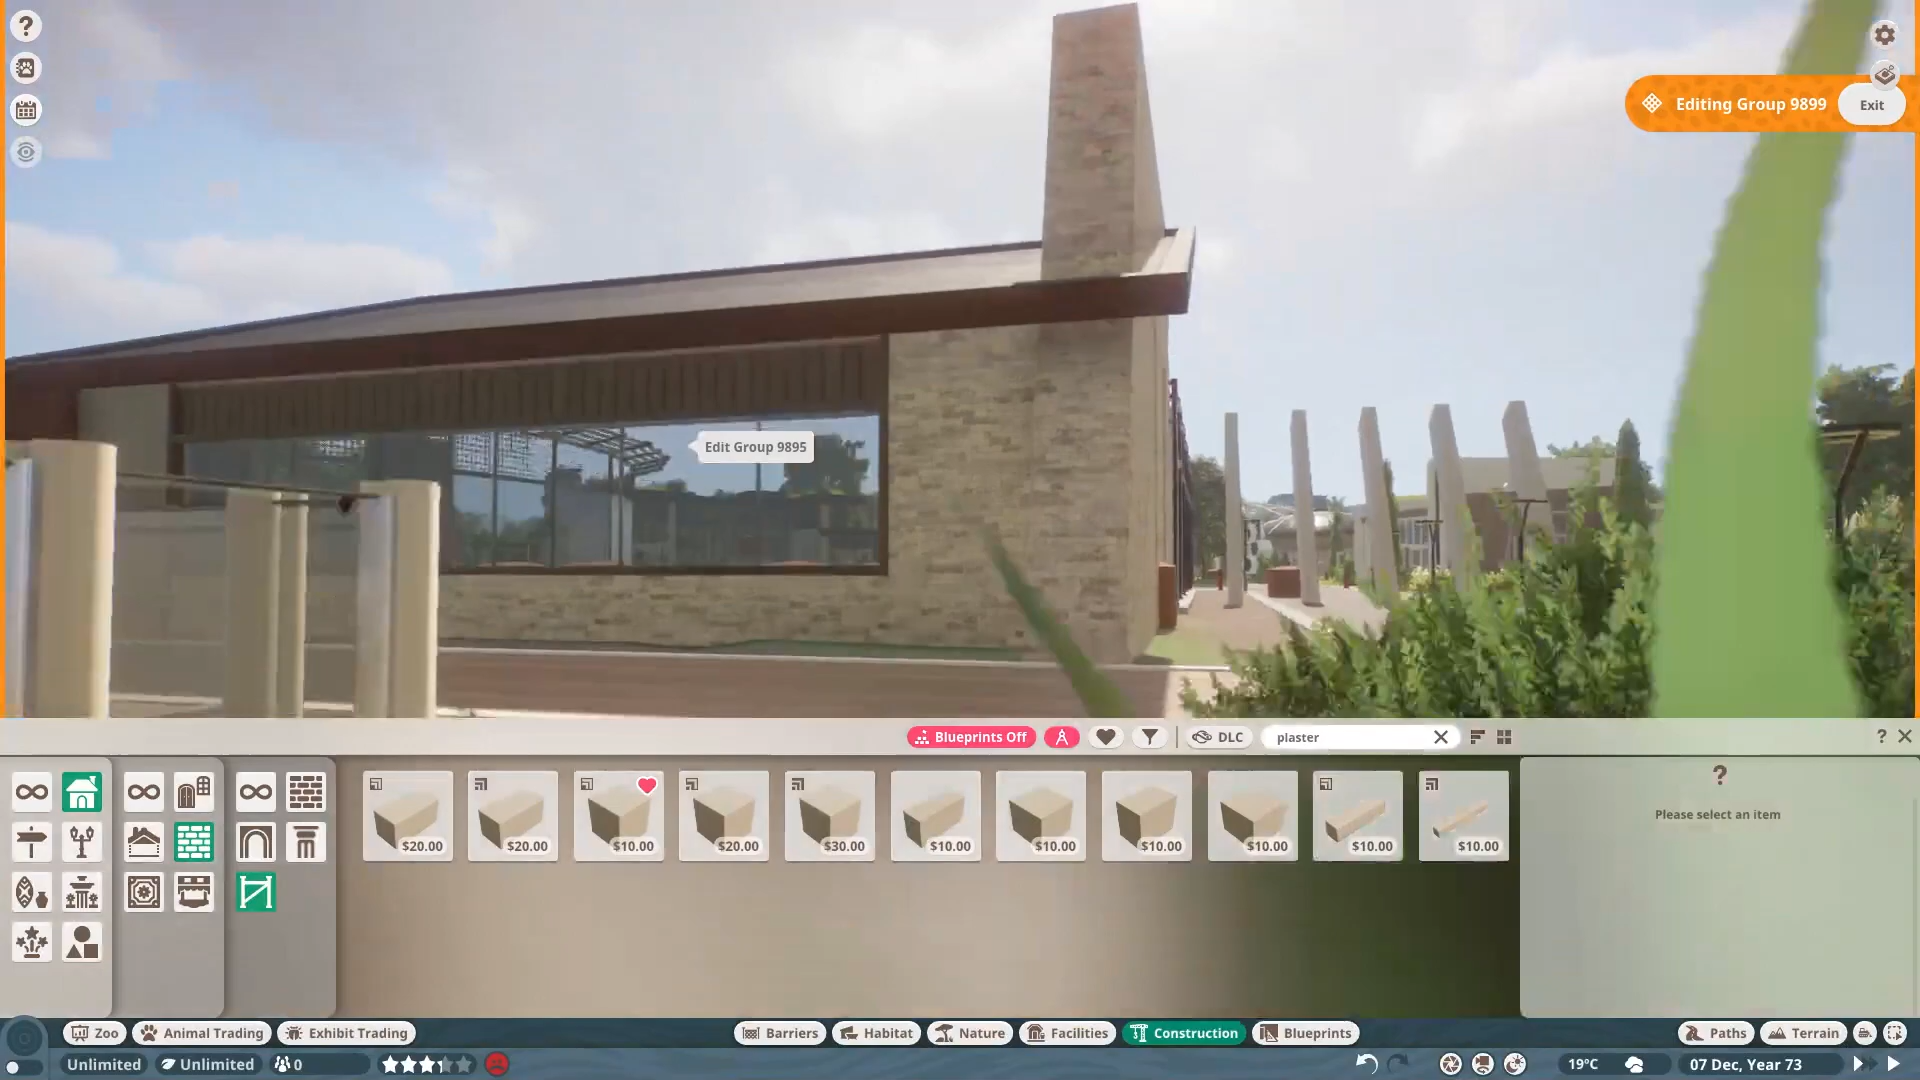 ?
Editing Group 9899
Exit
Edit Group 9895
Blueprints Off
DLC
plaster
?
$20.00
$20.00
$10.00
$20.00
$30.00
$10.00
$10.00
$10.00
$10.00
$10.00
$10.00
?
Please select an item
Zoo
Animal Trading
Exhibit Trading
Barriers
Habitat
Nature
Facilities
Construction
Blueprints
Paths
Terrain
Unlimited
Unlimited
0
19°C
07 Dec, Year 73